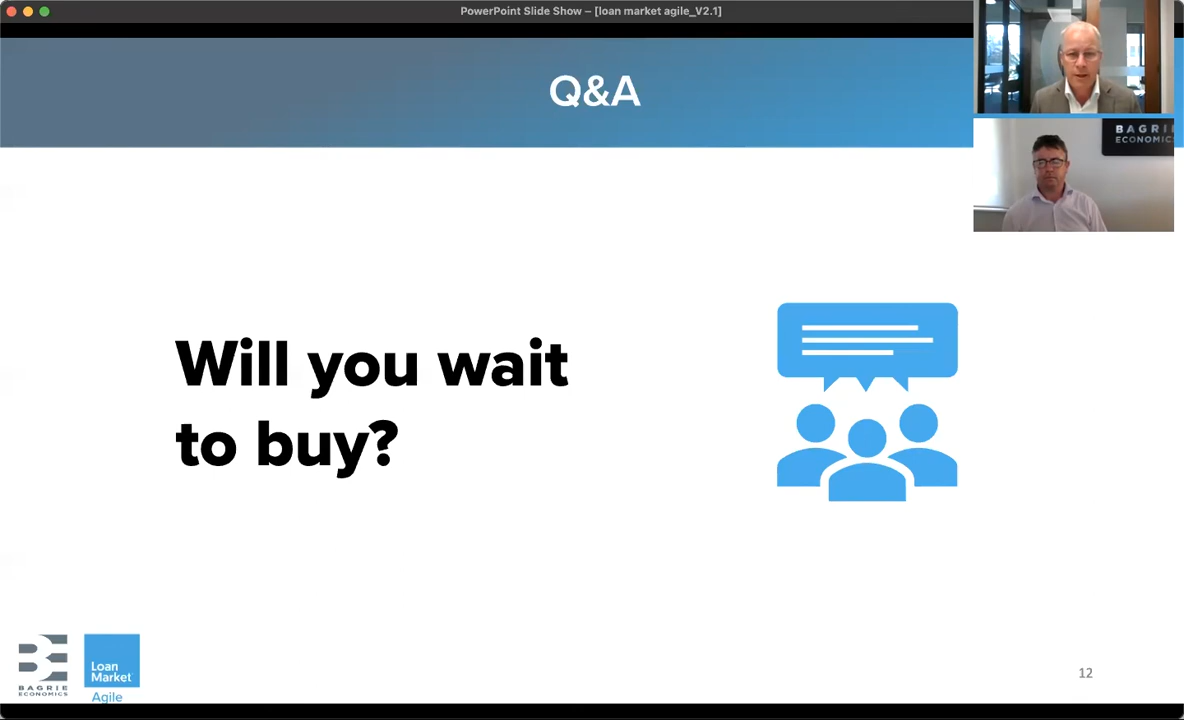 PowerPoint Slide Show – [loan market agile_V2.1]
Q&A
BAGRI
ECONOMICS
Will you wait
to buy?
BAGRIE
ECONOMICS
Loan
Market
Agile
12